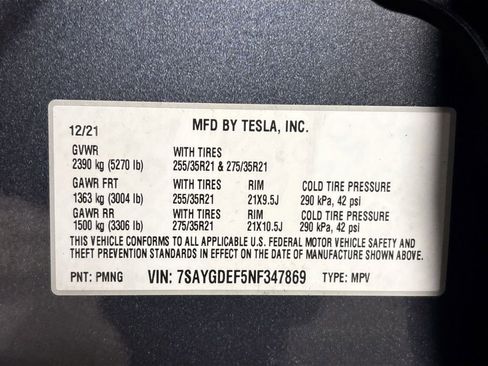 12/21 MFD BY TESLA, INC.
GVWR WITH TIRES
2390 kg (5270 lb) 255/35R21 & 275/35R21
GAWR FRT WITH TIRES RIM COLD TIRE PRESSURE
1363 kg (3004 lb) 255/35R21 21X9.5J 290 kPa, 42 psi
GAWR RR WITH TIRES RIM COLD TIRE PRESSURE
1500 kg (3306 lb) 275/35R21 21X10.5J 290 kPa, 42 psi
THIS VEHICLE CONFORMS TO ALL APPLICABLE U.S. FEDERAL MOTOR VEHICLE SAFETY AND
THEFT PREVENTION STANDARDS IN EFFECT ON THE DATE OF MANUFACTURE SHOWN ABOVE.
PNT: PMNG VIN: 7SAYGDEF5NF347869 TYPE: MPV